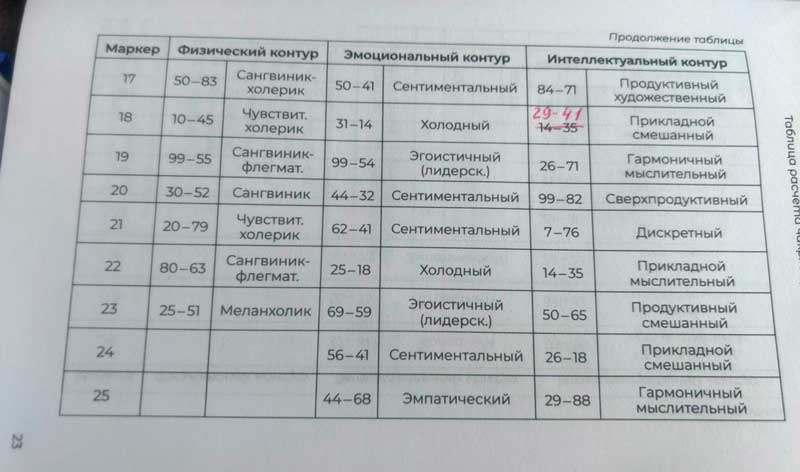 Продолжение таблицы
Маркер Физический контур Эмоциональный контур Интеллектуальный контур
17 50–83 Сангвиник-холерик 50–41 Сентиментальный 84–71 Продуктивный художественный
18 10–45 Чувствит. холерик 31–14 Холодный 29-41 14–35 Прикладной смешанный
19 99–55 Сангвиник-флегмат. 99–54 Эгоистичный (лидерск.) 26–71 Гармоничный мыслительный
20 30–52 Сангвиник 44–32 Сентиментальный 99–82 Сверхпродуктивный
21 20–79 Чувствит. холерик 62–41 Сентиментальный 7–76 Дискретный
22 80–63 Сангвиник-флегмат. 25–18 Холодный 14–35 Прикладной мыслительный
23 25–51 Меланхолик 69–59 Эгоистичный (лидерск.) 50–65 Продуктивный смешанный
24 56–41 Сентиментальный 26–18 Прикладной смешанный
25 44–68 Эмпатический 29–88 Гармоничный мыслительный
23
Таблица расчета